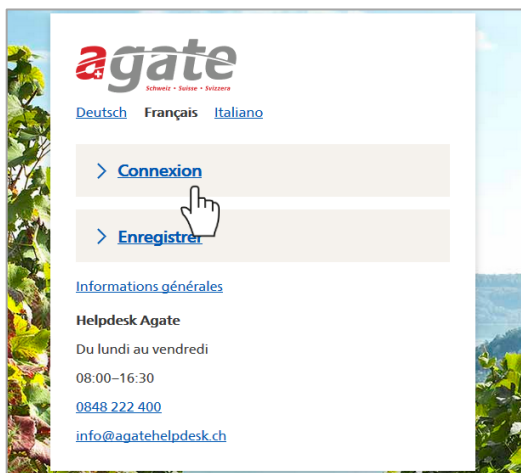 agate
Schweiz • Suisse • Svizzera
Deutsch Français Italiano
Connexion
Enregistrer
Informations générales
Helpdesk Agate
Du lundi au vendredi
08:00–16:30
0848 222 400
info@agatehelpdesk.ch